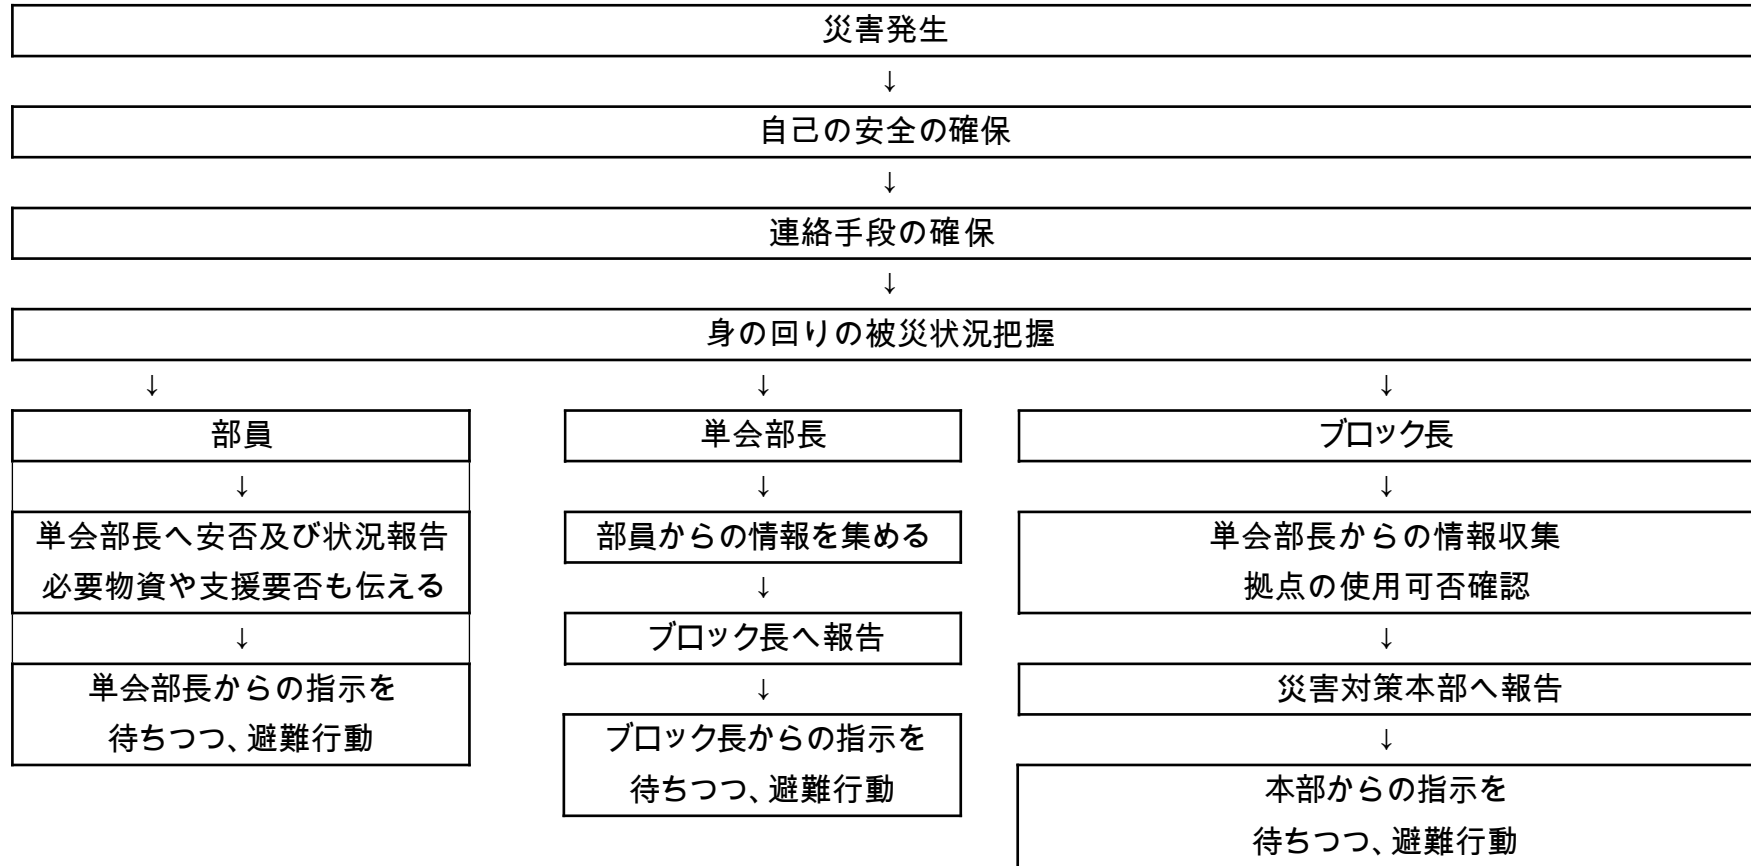 災害発生
↓
自己の安全の確保
↓
連絡手段の確保
↓
身の回りの被災状況把握
↓ ↓ ↓
部員
↓
単会部長へ安否及び状況報告
必要物資や支援要否も伝える
↓
単会部長からの指示を
待ちつつ、避難行動
単会部長
↓
部員からの情報を集める
↓
ブロック長へ報告
↓
ブロック長からの指示を
待ちつつ、避難行動
ブロック長
↓
単会部長からの情報収集
拠点の使用可否確認
↓
災害対策本部へ報告
↓
本部からの指示を
待ちつつ、避難行動